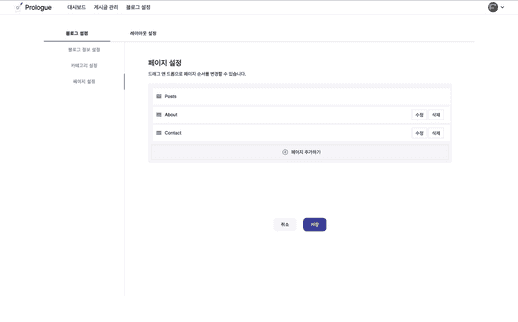 Prologue 대시보드 게시글 관리 블로그 설정
블로그 설정 레이아웃 설정
블로그 정보 설정
카테고리 설정
페이지 설정
페이지 설정
드래그 앤 드롭으로 페이지 순서를 변경할 수 있습니다.
Posts
About 수정 삭제
Contact 수정 삭제
페이지 추가하기
취소 저장